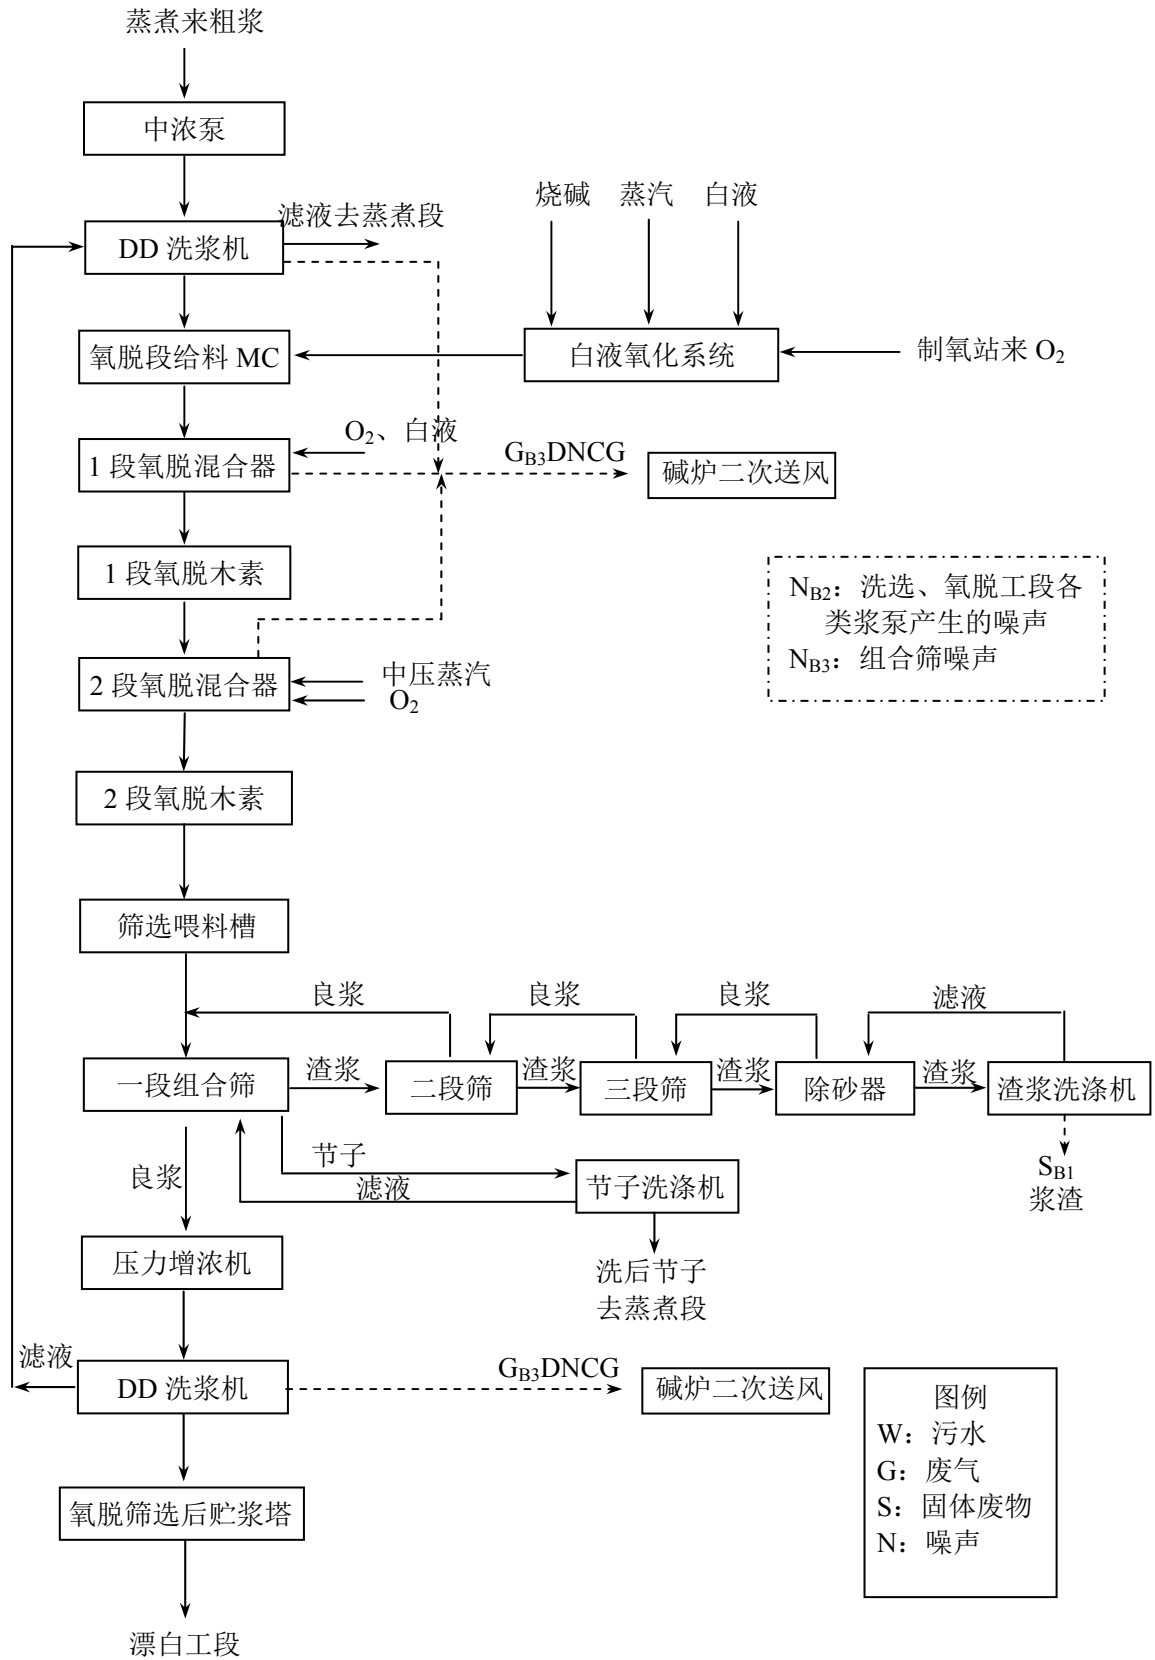 蒸煮来粗浆
中浓泵
烧碱
蒸汽
白液
滤液去蒸煮段
DD 洗浆机
氧脱段给料 MC
白液氧化系统
制氧站来 O₂
O₂、白液
1 段氧脱混合器
G_B3DNCG
碱炉二次送风
1 段氧脱木素
N_B2：洗选、氧脱工段各
类浆泵产生的噪声
N_B3：组合筛噪声
2 段氧脱混合器
中压蒸汽
O₂
2 段氧脱木素
筛选喂料槽
良浆
良浆
良浆
滤液
一段组合筛
渣浆
二段筛
渣浆
三段筛
渣浆
除砂器
渣浆
渣浆洗涤机
节子
滤液
良浆
节子洗涤机
S_B1
浆渣
压力增浓机
洗后节子
去蒸煮段
滤液
DD 洗浆机
G_B3DNCG
碱炉二次送风
图例
W：污水
G：废气
S：固体废物
N：噪声
氧脱筛选后贮浆塔
漂白工段